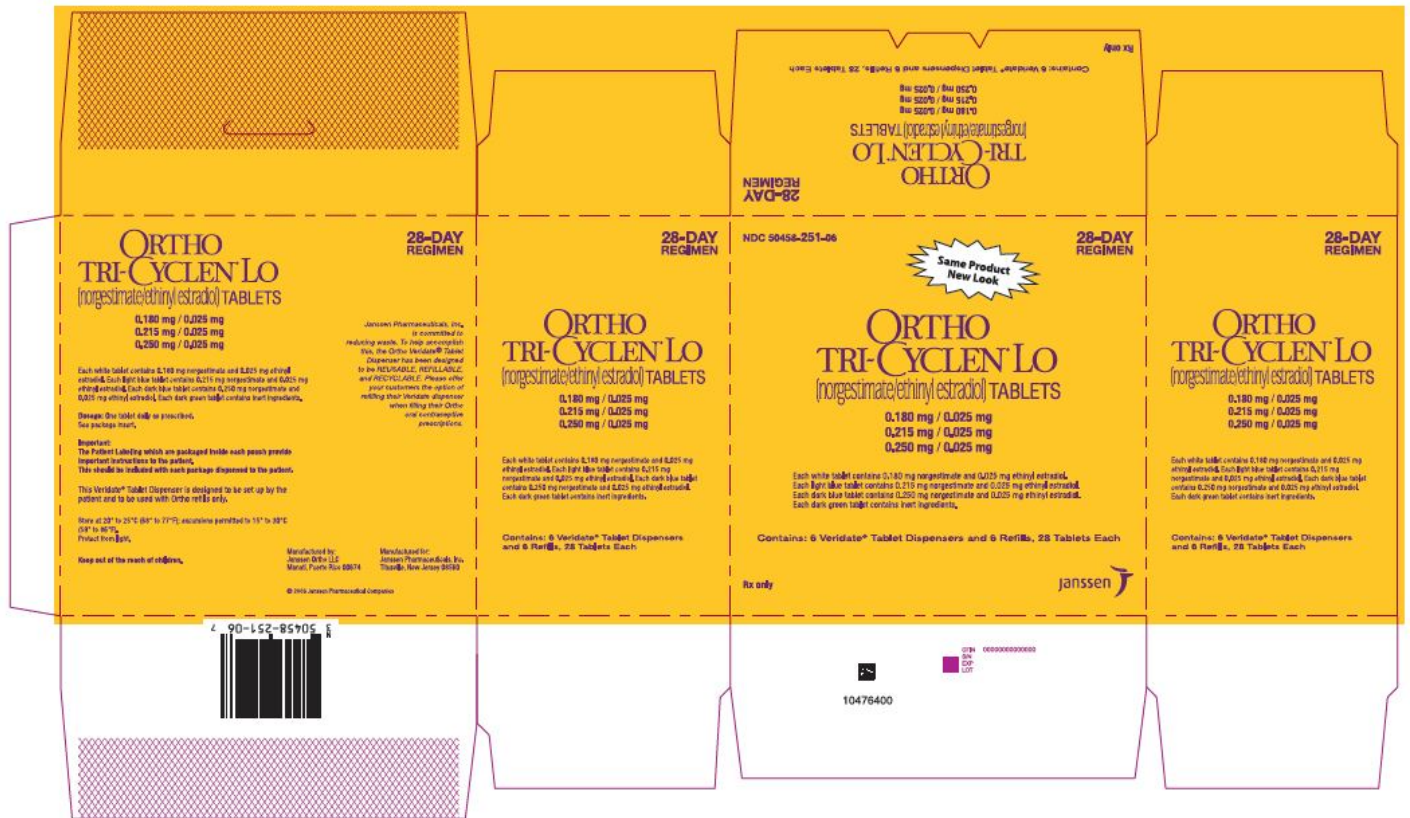 Rx only
Contains: 6 Veridate® Tablet Dispensers and 6 Refills, 28 Tablets Each
0.180 mg / 0.025 mg
0.215 mg / 0.025 mg
0.250 mg / 0.025 mg
(norgestimate/ethinyl estradiol) TABLETS
ORTHO
TRI-CYCLEN® LO
28-DAY
REGIMEN
ORTHO
TRI-CYCLEN® LO
(norgestimate/ethinyl estradiol) TABLETS
0.180 mg / 0.025 mg
0.215 mg / 0.025 mg
0.250 mg / 0.025 mg
28-DAY
REGIMEN
Each white tablet contains 0.180 mg norgestimate and 0.025 mg ethinyl
estradiol. Each light blue tablet contains 0.215 mg norgestimate and 0.025 mg
ethinyl estradiol. Each dark blue tablet contains 0.250 mg norgestimate and
0.025 mg ethinyl estradiol. Each dark green tablet contains inert ingredients.
Dosage: One tablet daily as prescribed.
See package insert.
Important:
The Patient Labeling which are packaged inside each pouch provide
important instructions to the patient.
This should be included with each package dispensed to the patient.
This Veridate® Tablet Dispenser is designed to be set up by the
patient and to be used with Ortho refills only.
Store at 20° to 25°C (68° to 77°F); excursions permitted to 15° to 30°C
(59° to 86°F).
Protect from light.
Keep out of the reach of children.
Manufactured by:
Janssen Ortho LLC
Manati, Puerto Rico 00674
Manufactured for:
Janssen Pharmaceuticals, Inc.
Titusville, New Jersey 08560
© Janssen Pharmaceutical Companies
Janssen Pharmaceuticals, Inc.
is committed to
reducing waste. To help accomplish
this, the Ortho Veridate® Tablet
Dispenser has been designed
to be REUSABLE, REFILLABLE,
and RECYCLABLE. Please offer
your customers the option of
refilling their Veridate dispenser
when filling their Ortho
oral contraceptive
prescriptions.
N3 50458-251-06 7
28-DAY
REGIMEN
ORTHO
TRI-CYCLEN® LO
(norgestimate/ethinyl estradiol) TABLETS
0.180 mg / 0.025 mg
0.215 mg / 0.025 mg
0.250 mg / 0.025 mg
Each white tablet contains 0.180 mg norgestimate and 0.025 mg
ethinyl estradiol. Each light blue tablet contains 0.215 mg
norgestimate and 0.025 mg ethinyl estradiol. Each dark blue tablet
contains 0.250 mg norgestimate and 0.025 mg ethinyl estradiol.
Each dark green tablet contains inert ingredients.
Contains: 6 Veridate® Tablet Dispensers
and 6 Refills, 28 Tablets Each
NDC 50458-251-06
28-DAY
REGIMEN
Same Product
New Look
ORTHO
TRI-CYCLEN® LO
(norgestimate/ethinyl estradiol) TABLETS
0.180 mg / 0.025 mg
0.215 mg / 0.025 mg
0.250 mg / 0.025 mg
Each white tablet contains 0.180 mg norgestimate and 0.025 mg ethinyl estradiol.
Each light blue tablet contains 0.215 mg norgestimate and 0.025 mg ethinyl estradiol.
Each dark blue tablet contains 0.250 mg norgestimate and 0.025 mg ethinyl estradiol.
Each dark green tablet contains inert ingredients.
Contains: 6 Veridate® Tablet Dispensers and 6 Refills, 28 Tablets Each
Rx only
janssen
10476400
GTIN 00000000000000
S/N
EXP
LOT
28-DAY
REGIMEN
ORTHO
TRI-CYCLEN® LO
(norgestimate/ethinyl estradiol) TABLETS
0.180 mg / 0.025 mg
0.215 mg / 0.025 mg
0.250 mg / 0.025 mg
Each white tablet contains 0.180 mg norgestimate and 0.025 mg
ethinyl estradiol. Each light blue tablet contains 0.215 mg
norgestimate and 0.025 mg ethinyl estradiol. Each dark blue tablet
contains 0.250 mg norgestimate and 0.025 mg ethinyl estradiol.
Each dark green tablet contains inert ingredients.
Contains: 6 Veridate® Tablet Dispensers
and 6 Refills, 28 Tablets Each